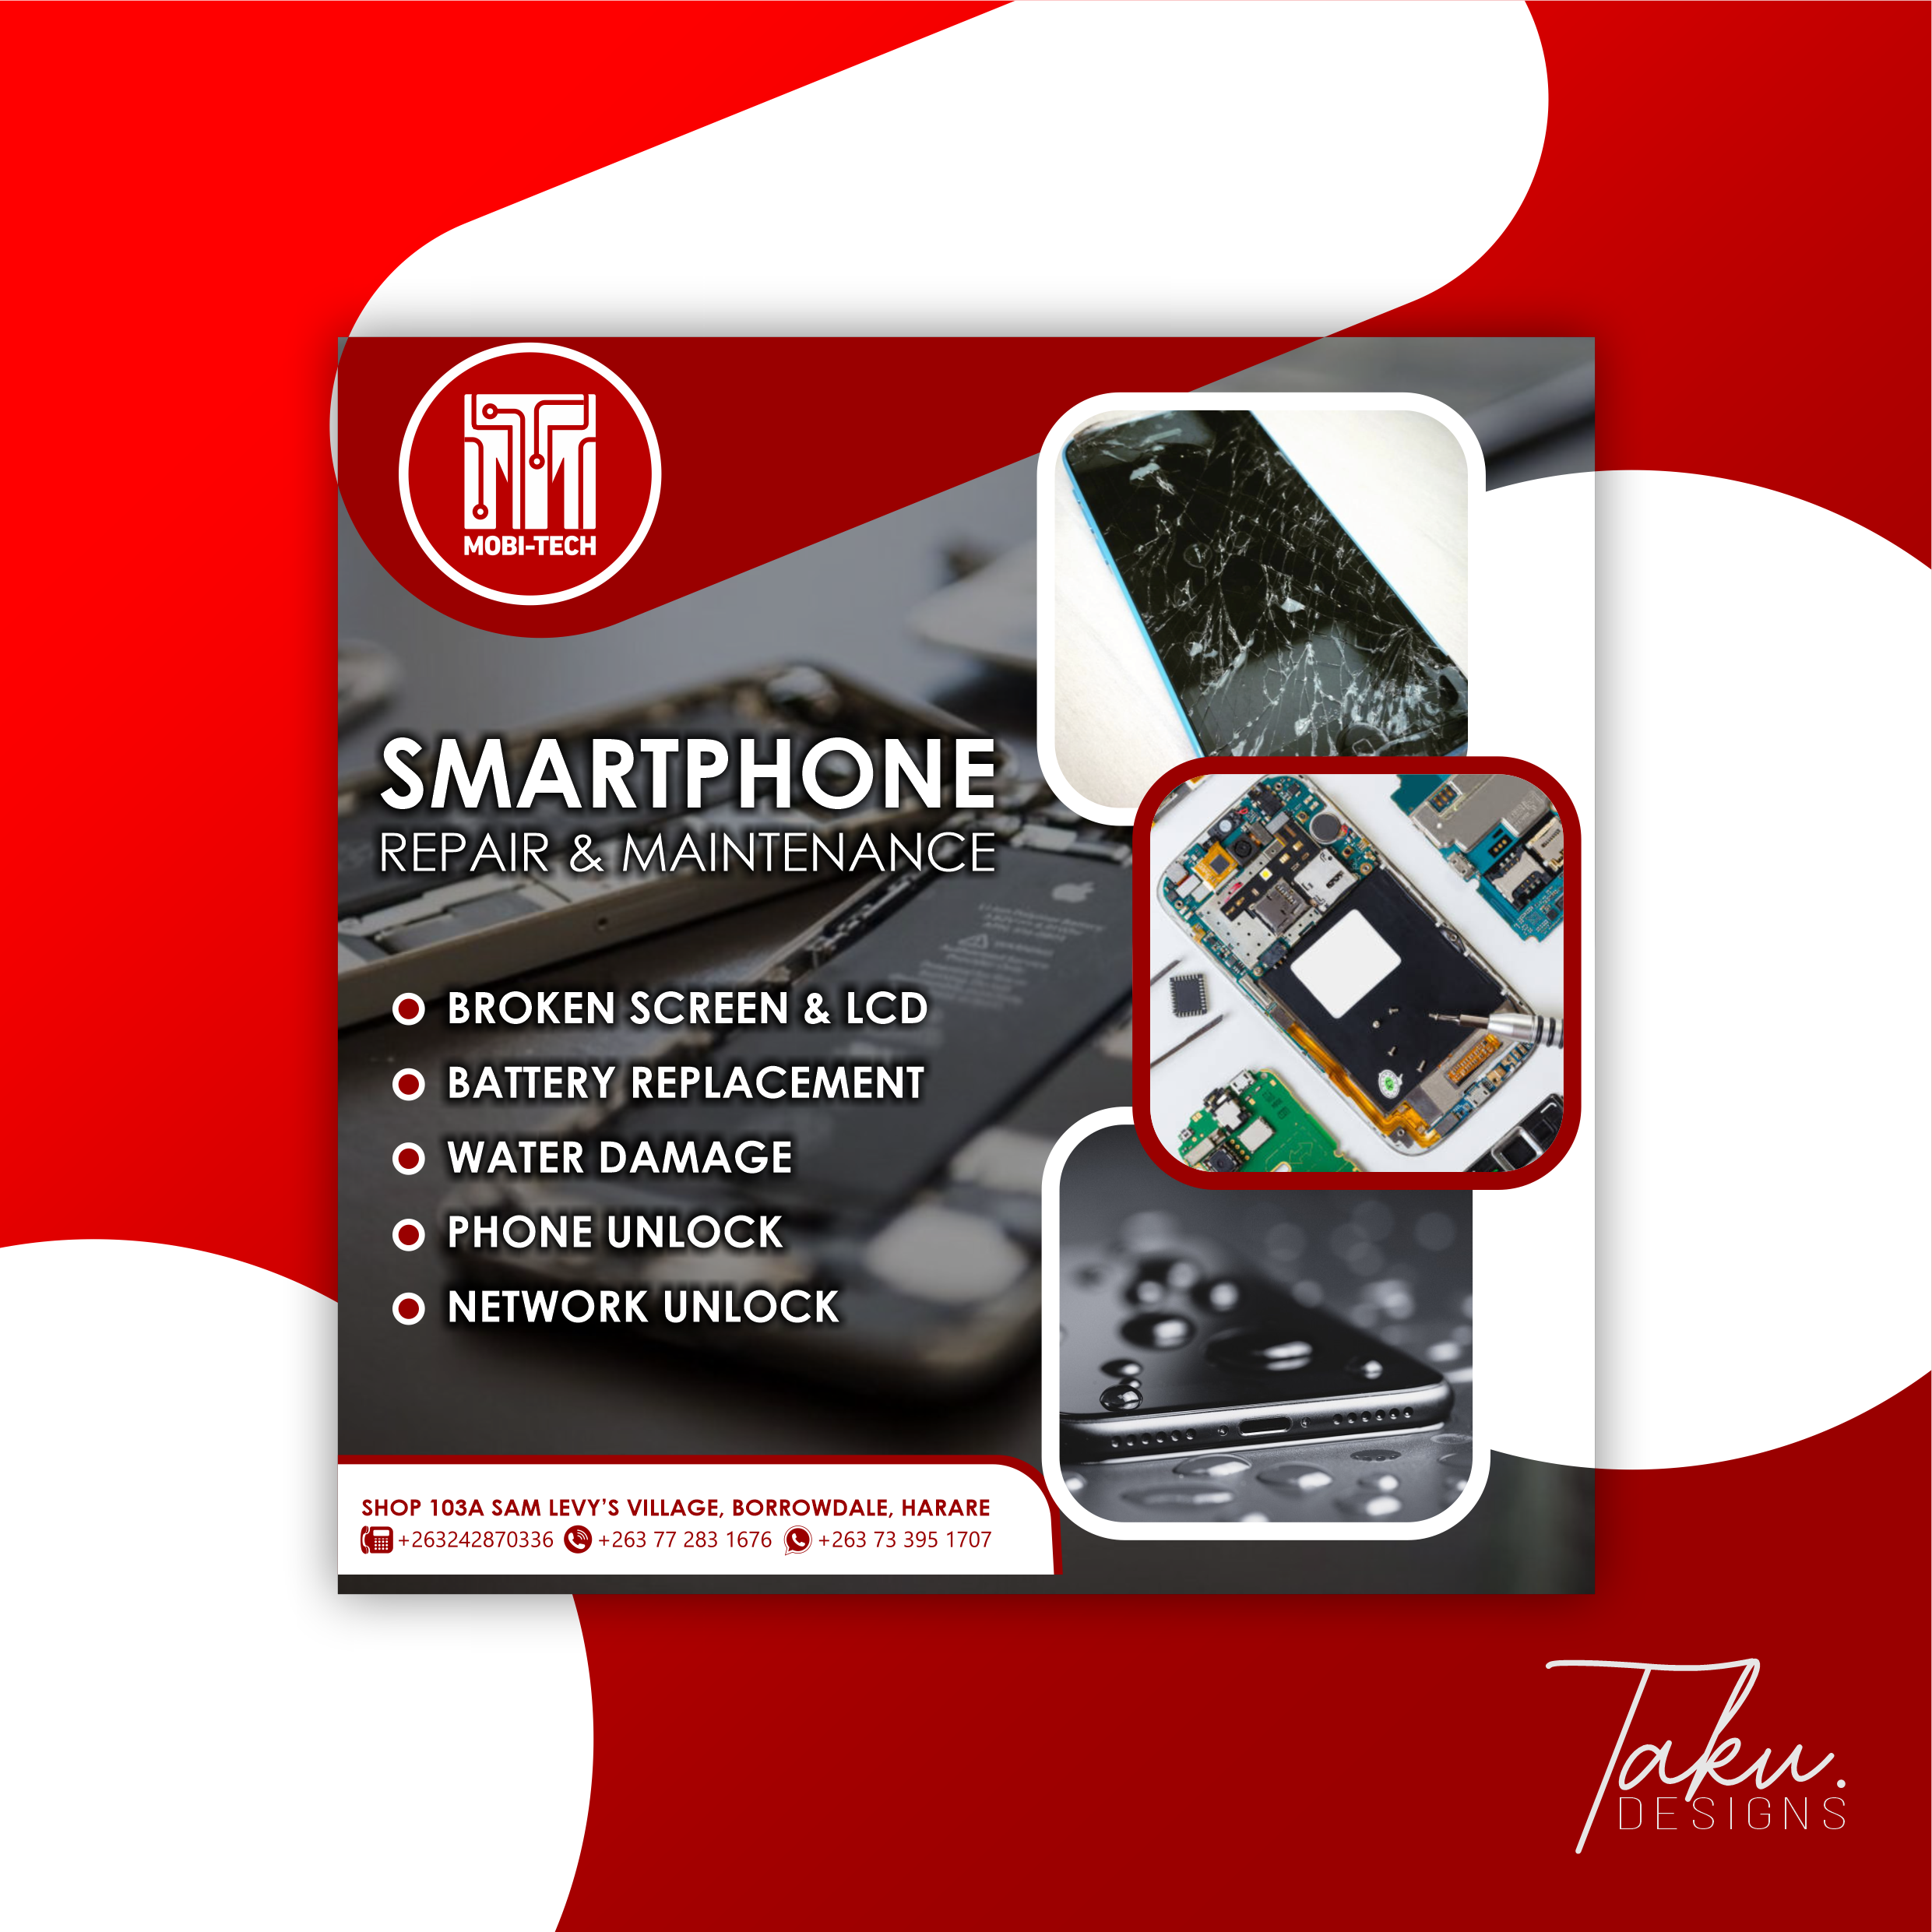 MOBI-TECH
SMARTPHONE
REPAIR & MAINTENANCE
BROKEN SCREEN & LCD
BATTERY REPLACEMENT
WATER DAMAGE
PHONE UNLOCK
NETWORK UNLOCK
SHOP 103A SAM LEVY’S VILLAGE, BORROWDALE, HARARE
+263242870336 +263 77 283 1676 +263 73 395 1707
Taku.
DESIGNS